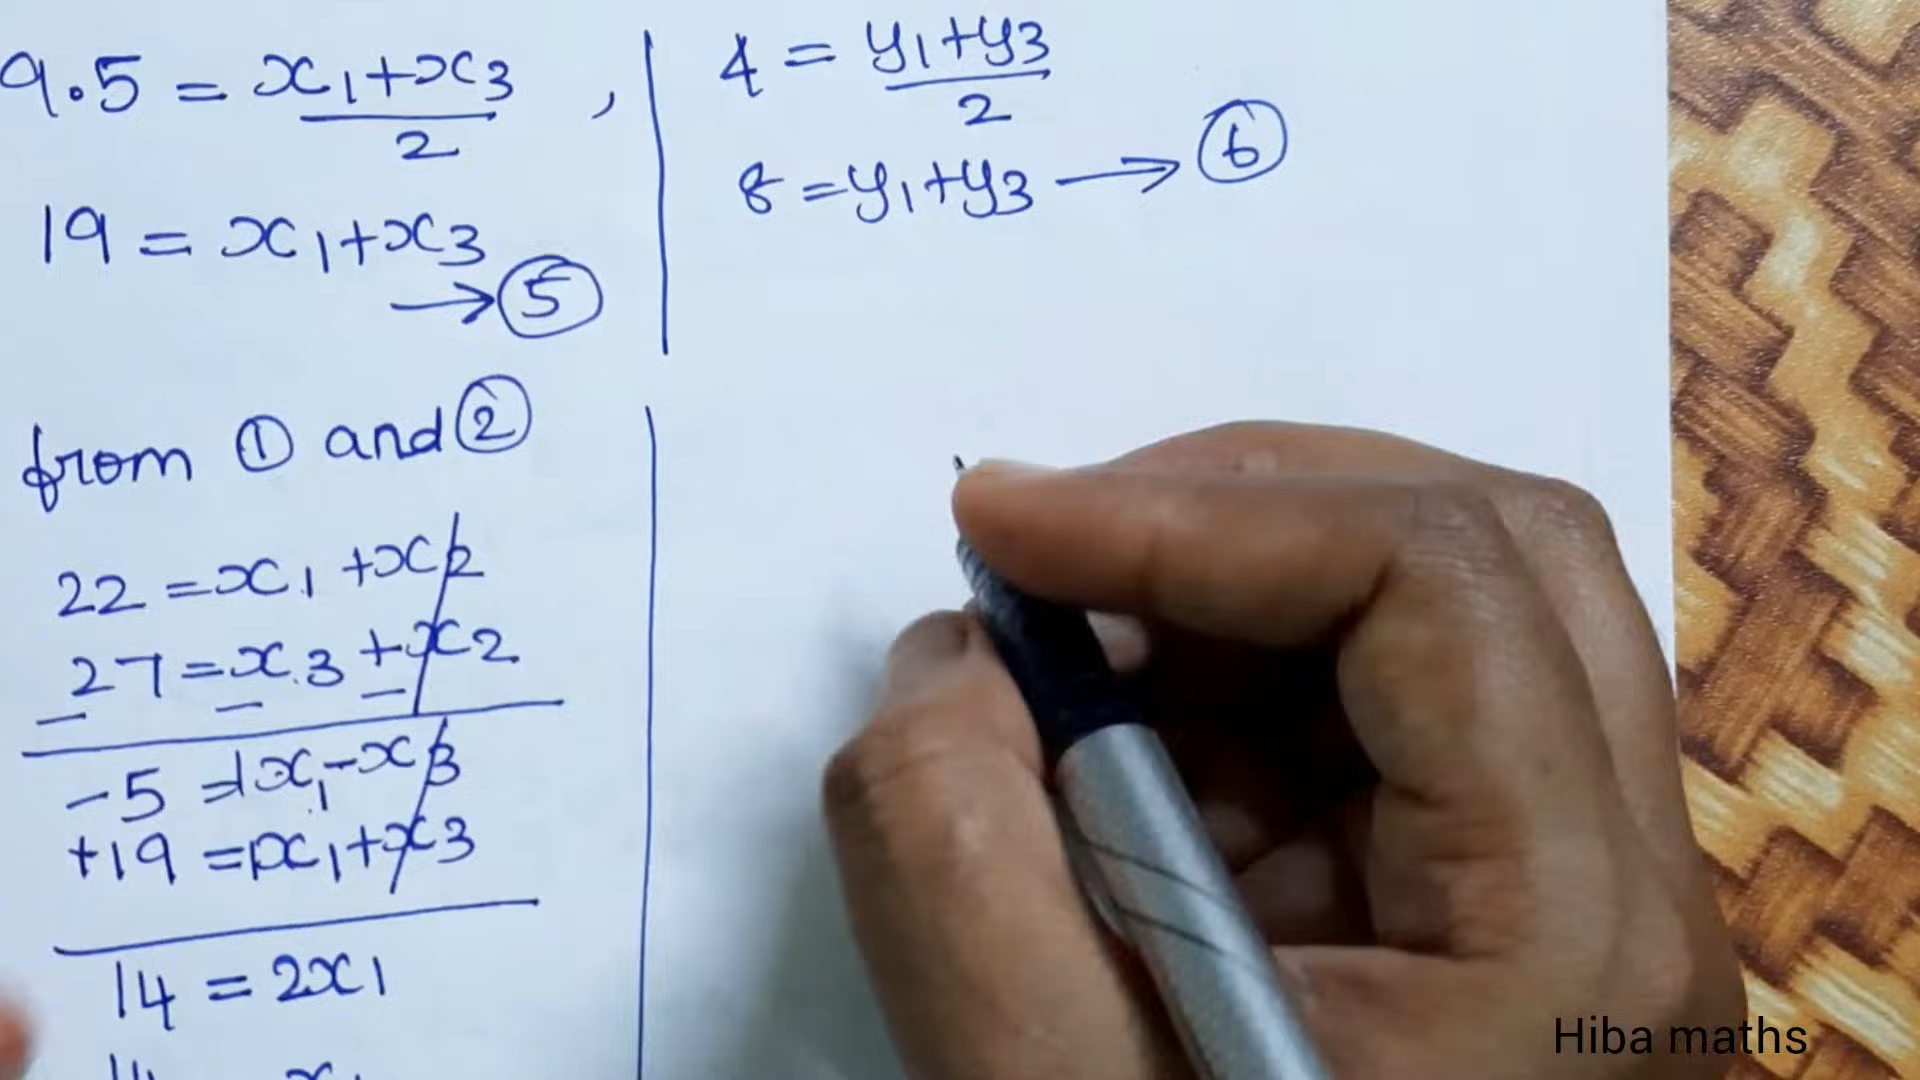 9.5 = x1+x3/2 ,
19 = x1+x3
→ 5
4 = y1+y3/2
8 = y1+y3 → 6
from 1 and 2
22 = x1 + x2
27 = x3 + x2
- - -
-5 = x1 - x3
+19 = x1 + x3
14 = 2x1
Hiba maths